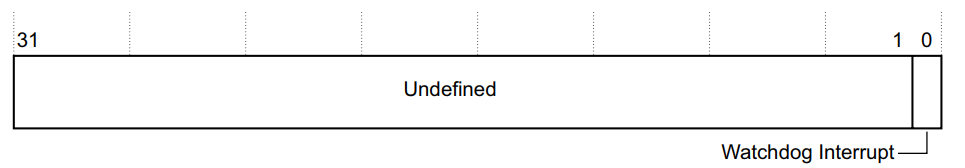 31 1 0
Undefined
Watchdog Interrupt